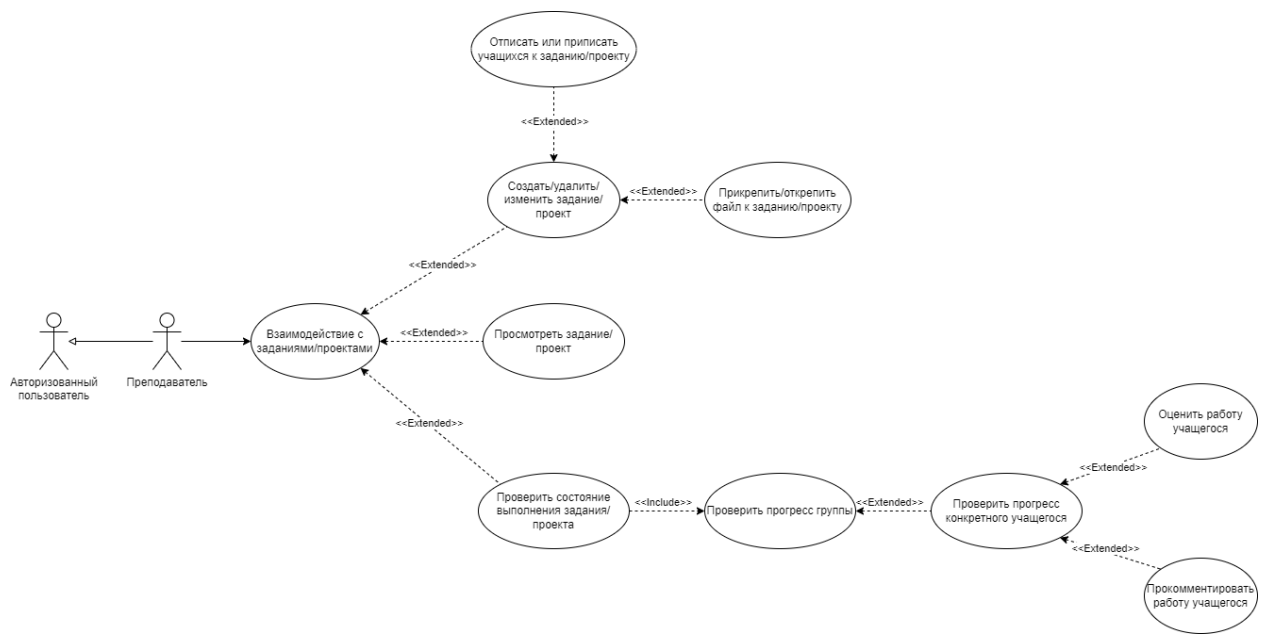 Отписать или приписать
учащихся к заданию/проекту
<<Extended>>
Создать/удалить/
изменить задание/
проект
<<Extended>>
Прикрепить/открепить
файл к заданию/проекту
<<Extended>>
Авторизованный
пользователь
Преподаватель
Взаимодействие с
заданиями/проектами
<<Extended>>
Просмотреть задание/
проект
<<Extended>>
Проверить состояние
выполнения задания/
проекта
<<Include>>
Проверить прогресс группы
<<Extended>>
Проверить прогресс
конкретного учащегося
<<Extended>>
Оценить работу
учащегося
<<Extended>>
Прокомментировать
работу учащегося